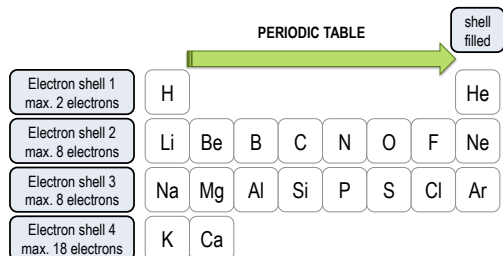 shell
filled
PERIODIC TABLE
Electron shell 1
max. 2 electrons
H He
Electron shell 2
max. 8 electrons
Li Be B C N O F Ne
Electron shell 3
max. 8 electrons
Na Mg Al Si P S Cl Ar
Electron shell 4
max. 18 electrons
K Ca